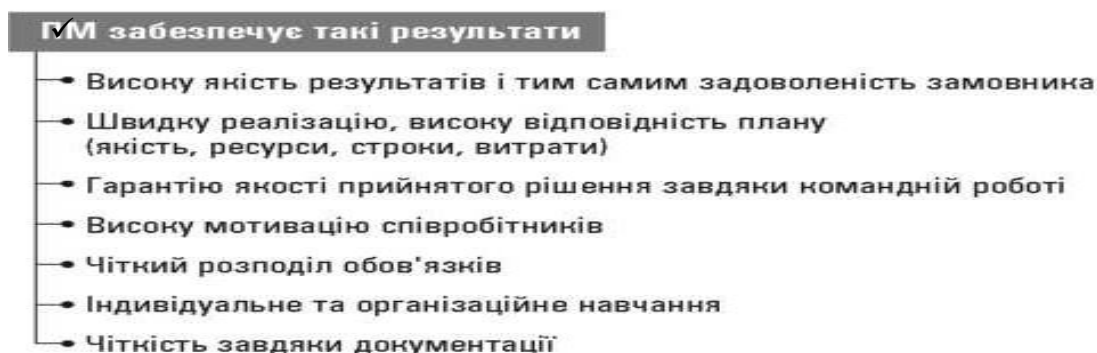 ПМ забезпечує такі результати
Високу якість результатів і тим самим задоволеність замовника
Швидку реалізацію, високу відповідність плану
(якість, ресурси, строки, витрати)
Гарантію якості прийнятого рішення завдяки командній роботі
Високу мотивацію співробітників
Чіткий розподіл обов'язків
Індивідуальне та організаційне навчання
Чіткість завдяки документації